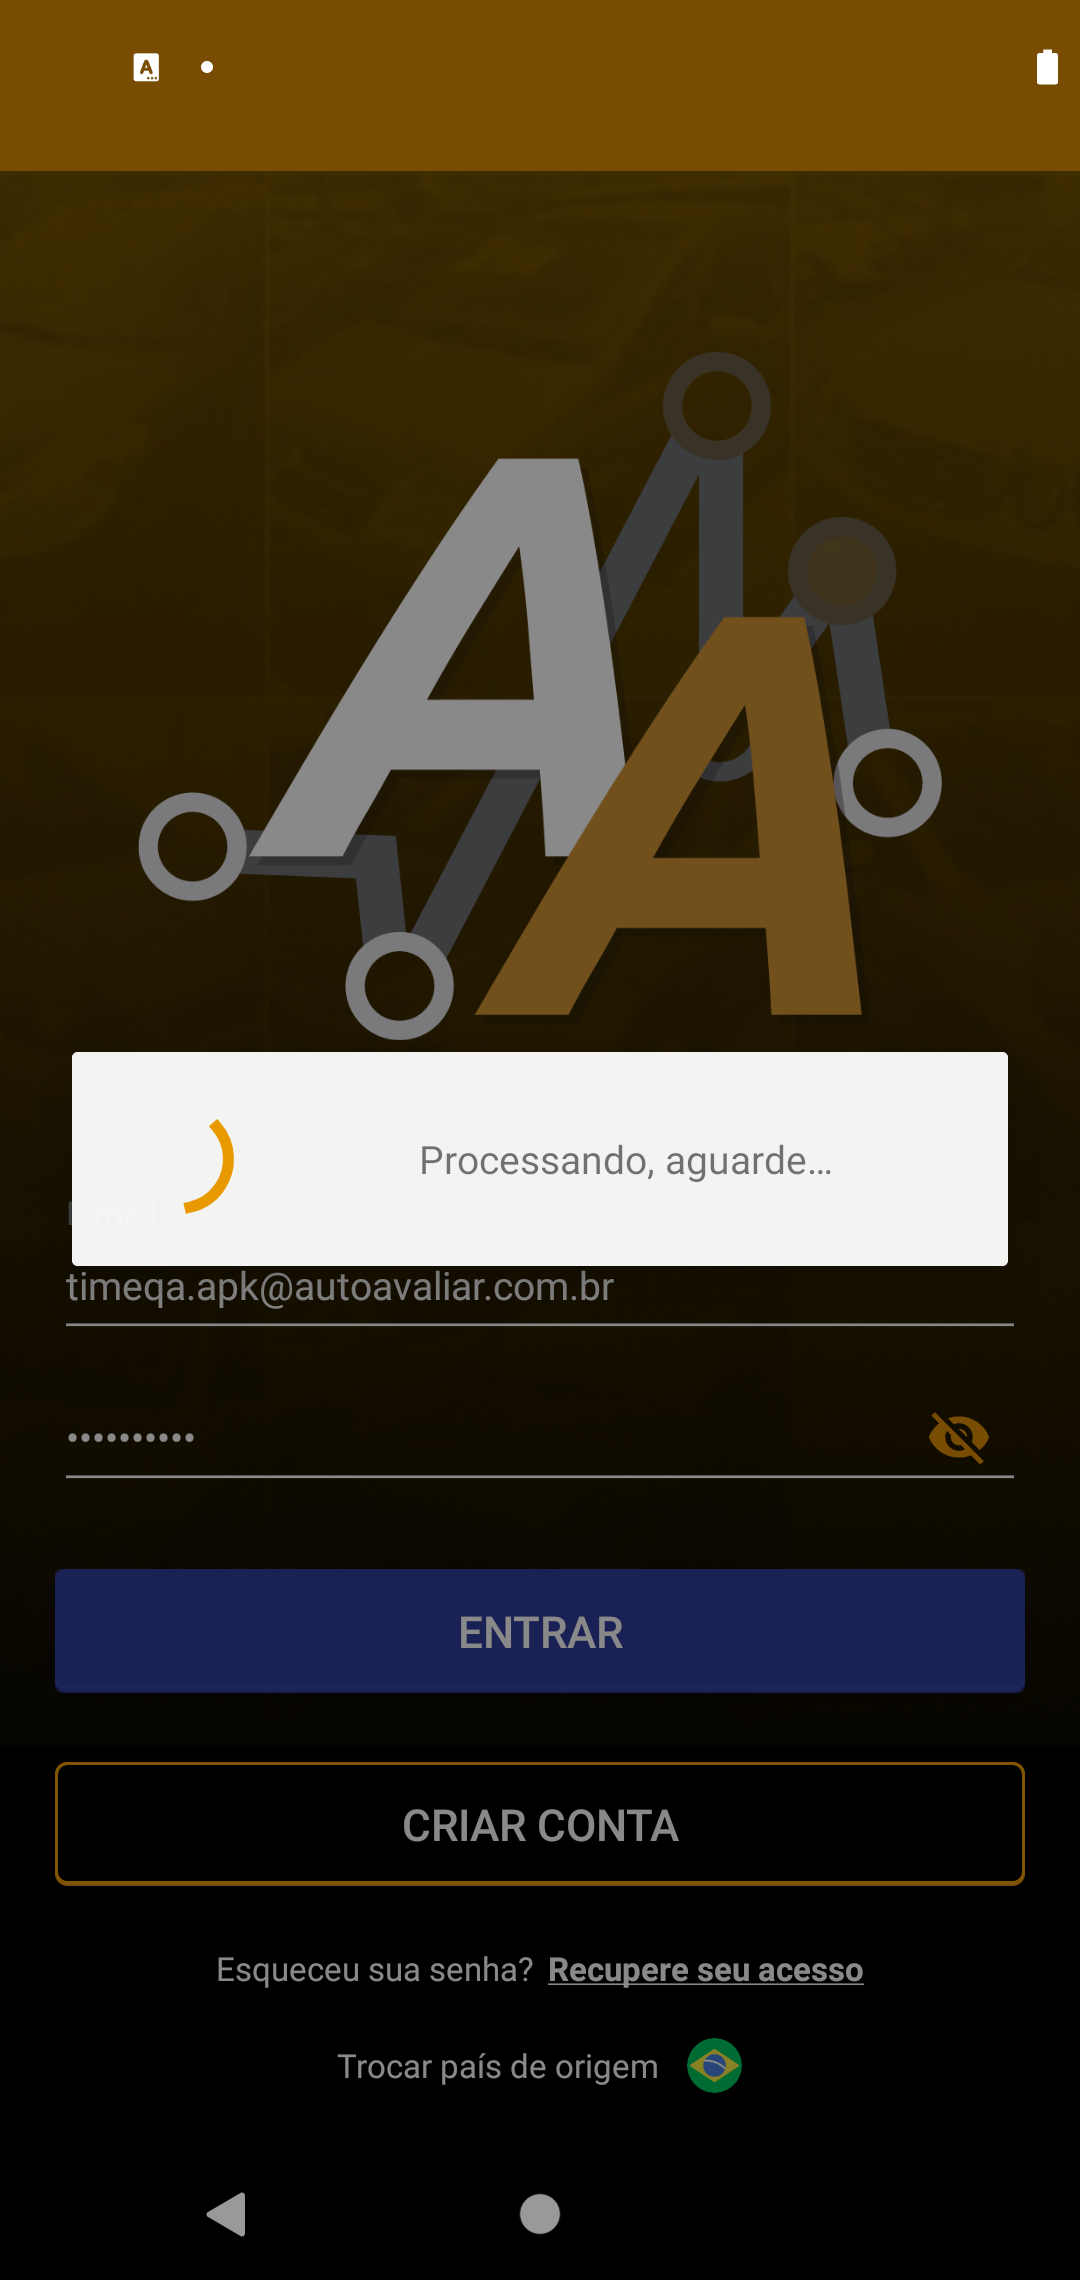 A
A
A
Processando, aguarde...
E-mail
timeqa.apk@autoavaliar.com.br
••••••••••
ENTRAR
CRIAR CONTA
Esqueceu sua senha? Recupere seu acesso
Trocar país de origem